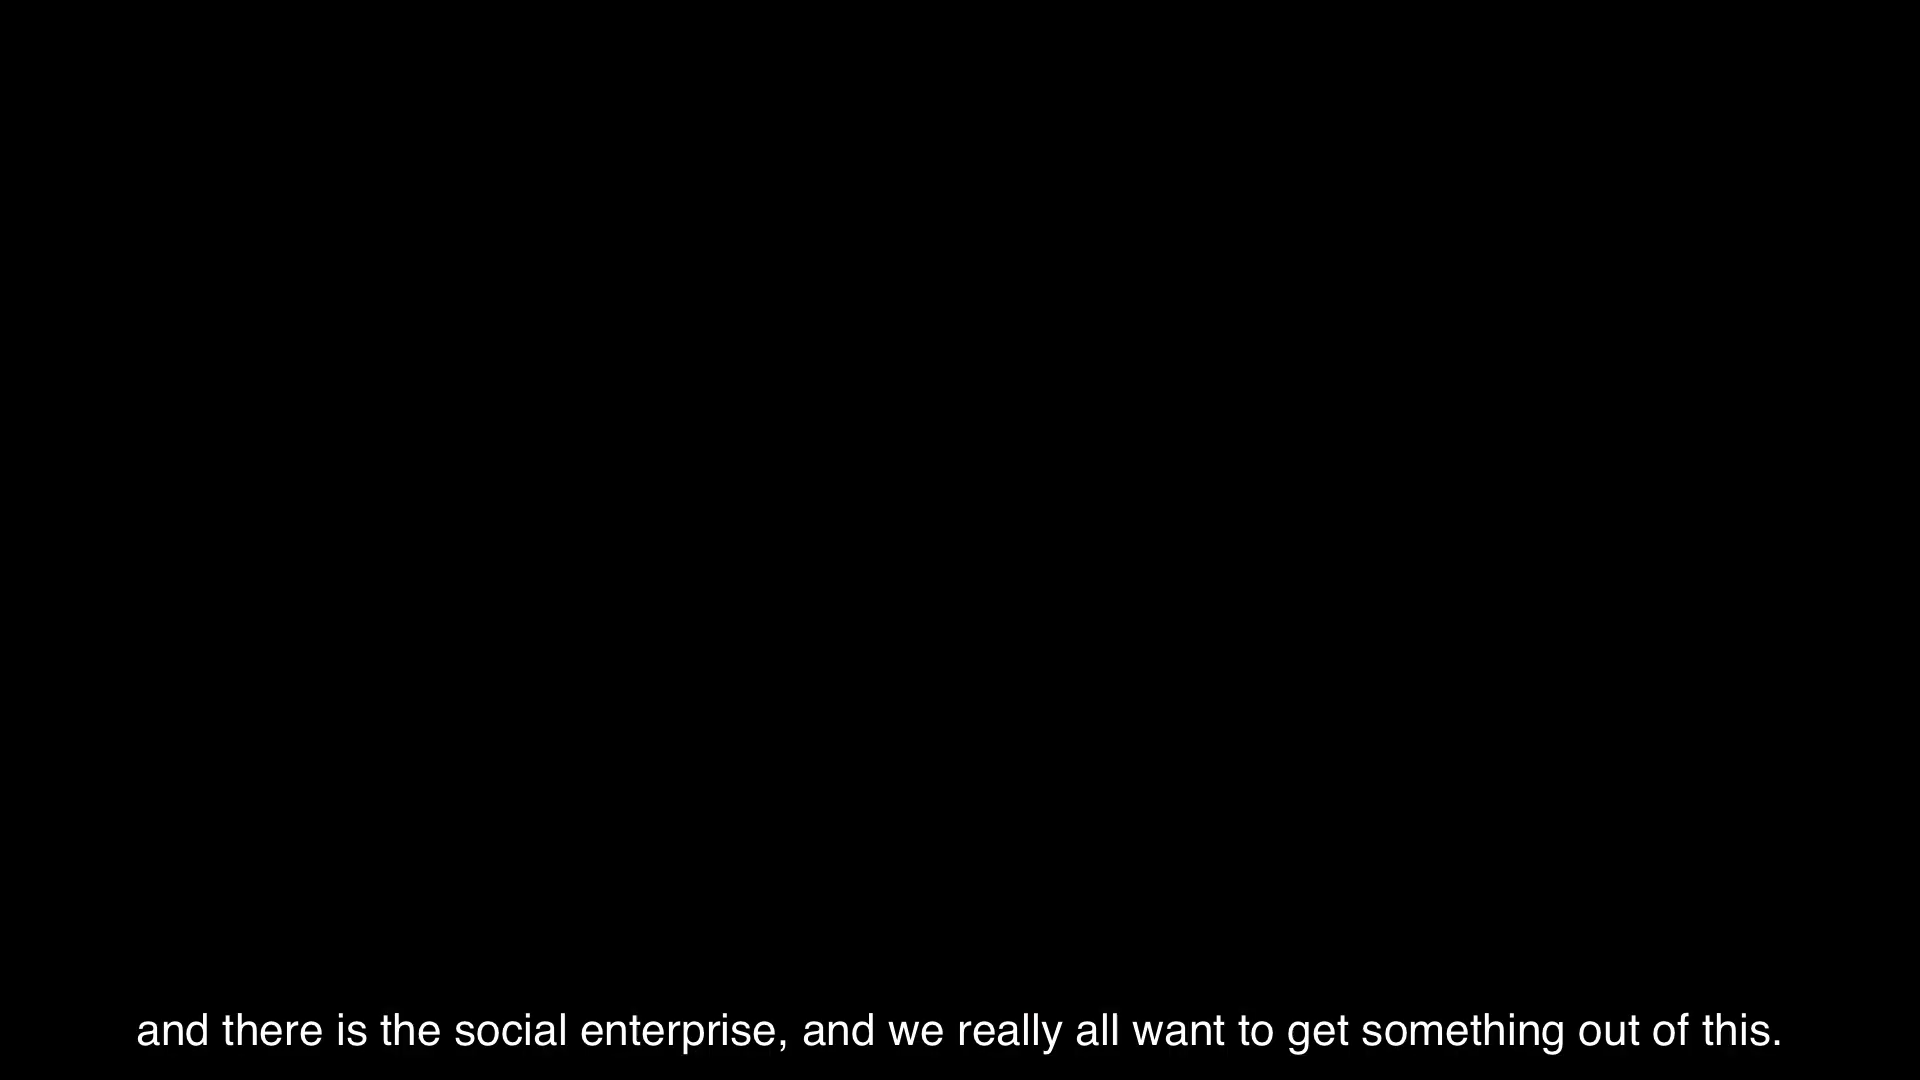 and there is the social enterprise, and we really all want to get something out of this.